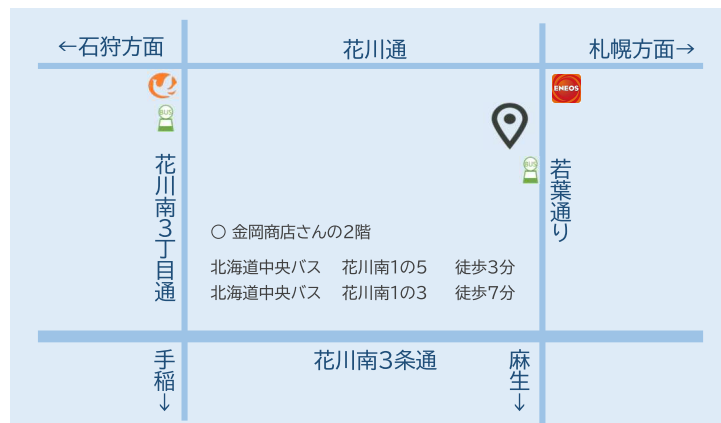 ←石狩方面
花川通
札幌方面→
ENEOS
BUS
BUS
花川南3丁目通
若葉通り
○ 金岡商店さんの2階
北海道中央バス 花川南1の5 徒歩3分
北海道中央バス 花川南1の3 徒歩7分
手稲↓
花川南3条通
麻生↓